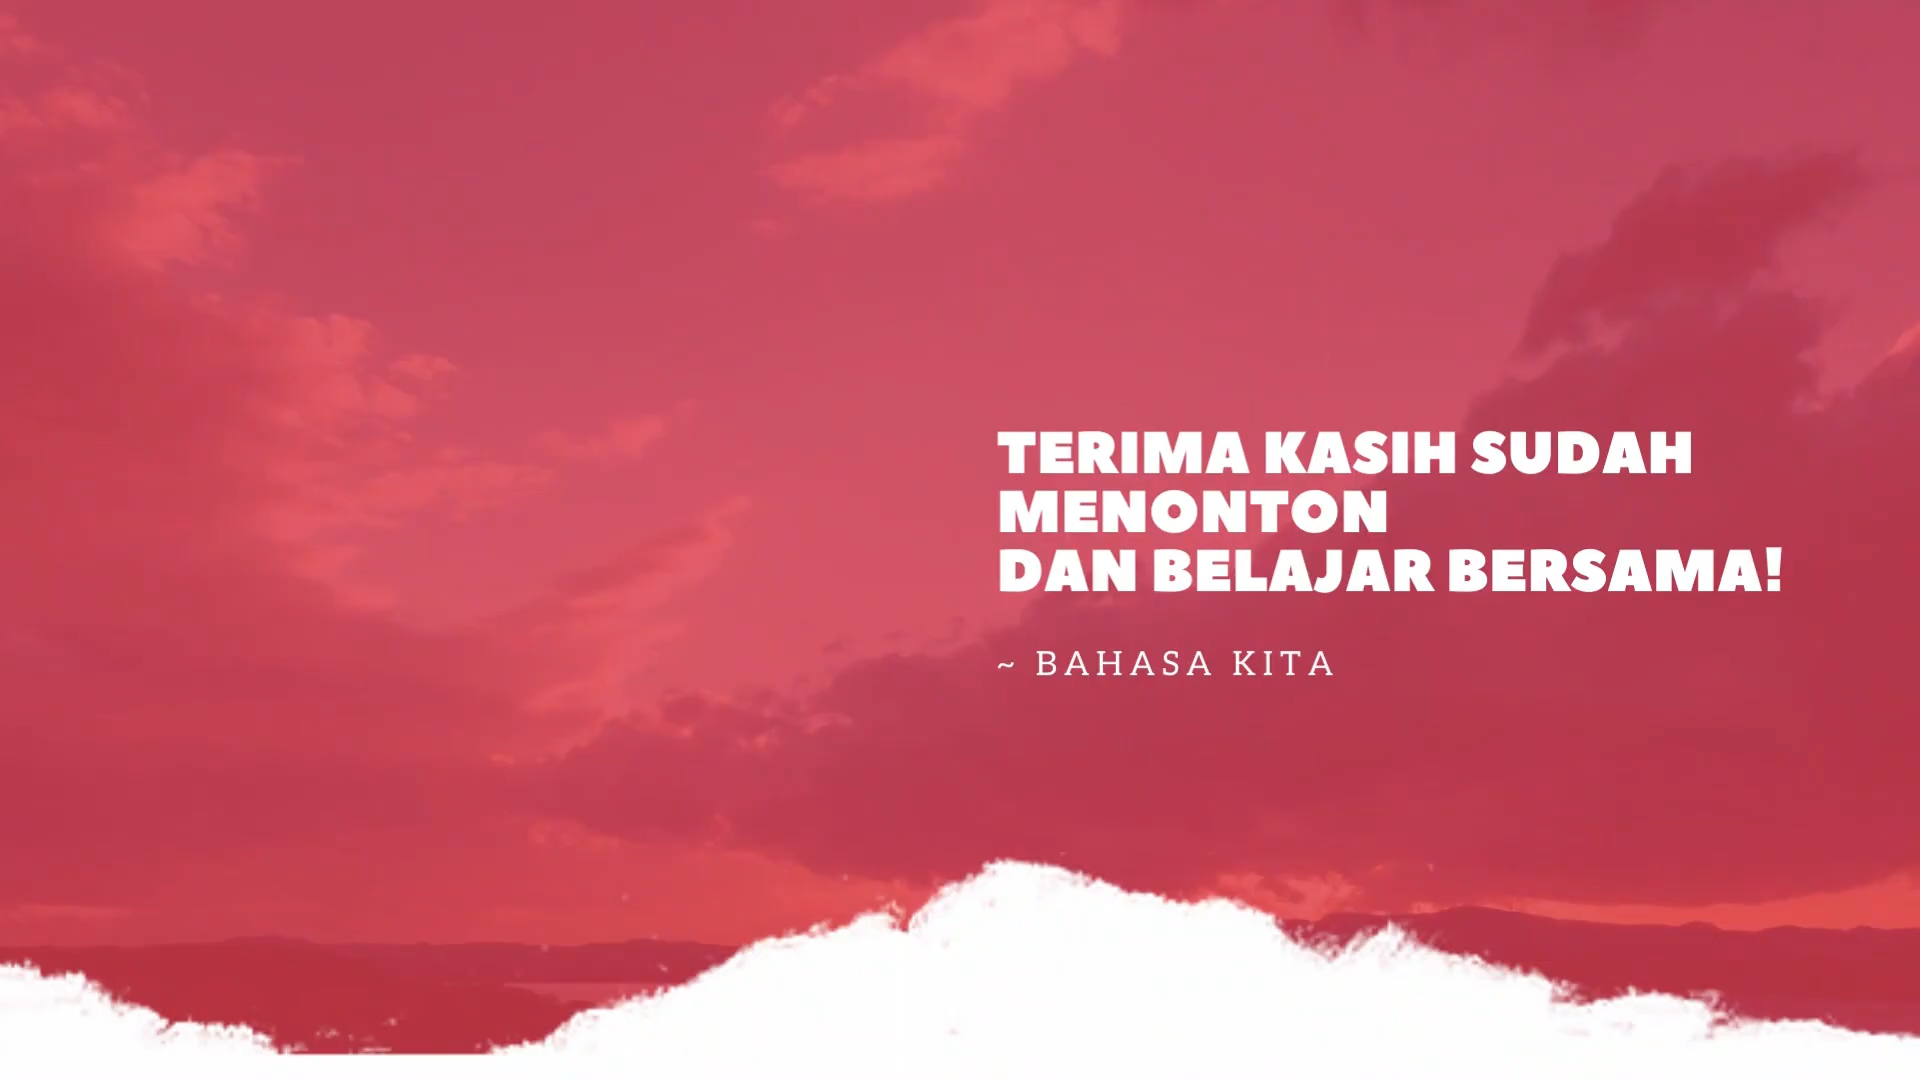 TERIMA KASIH SUDAH
MENONTON
DAN BELAJAR BERSAMA!
~ BAHASA KITA